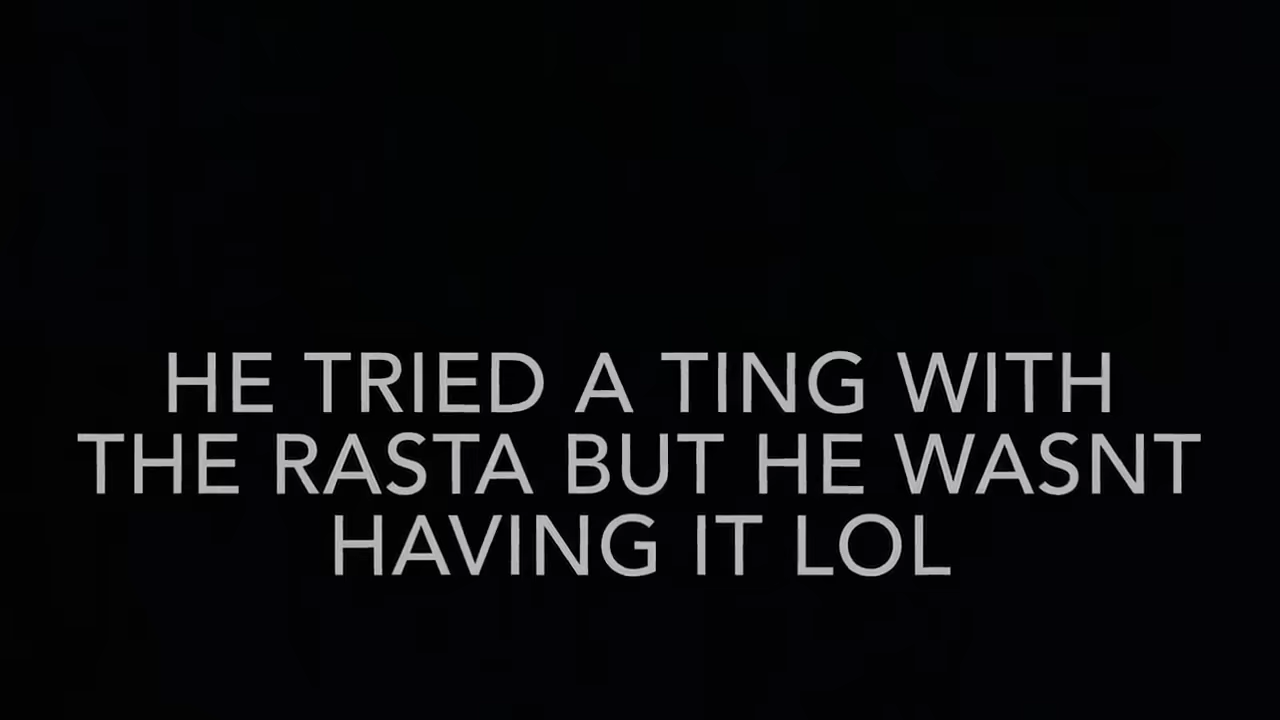 HE TRIED A TING WITH
THE RASTA BUT HE WASNT
HAVING IT LOL